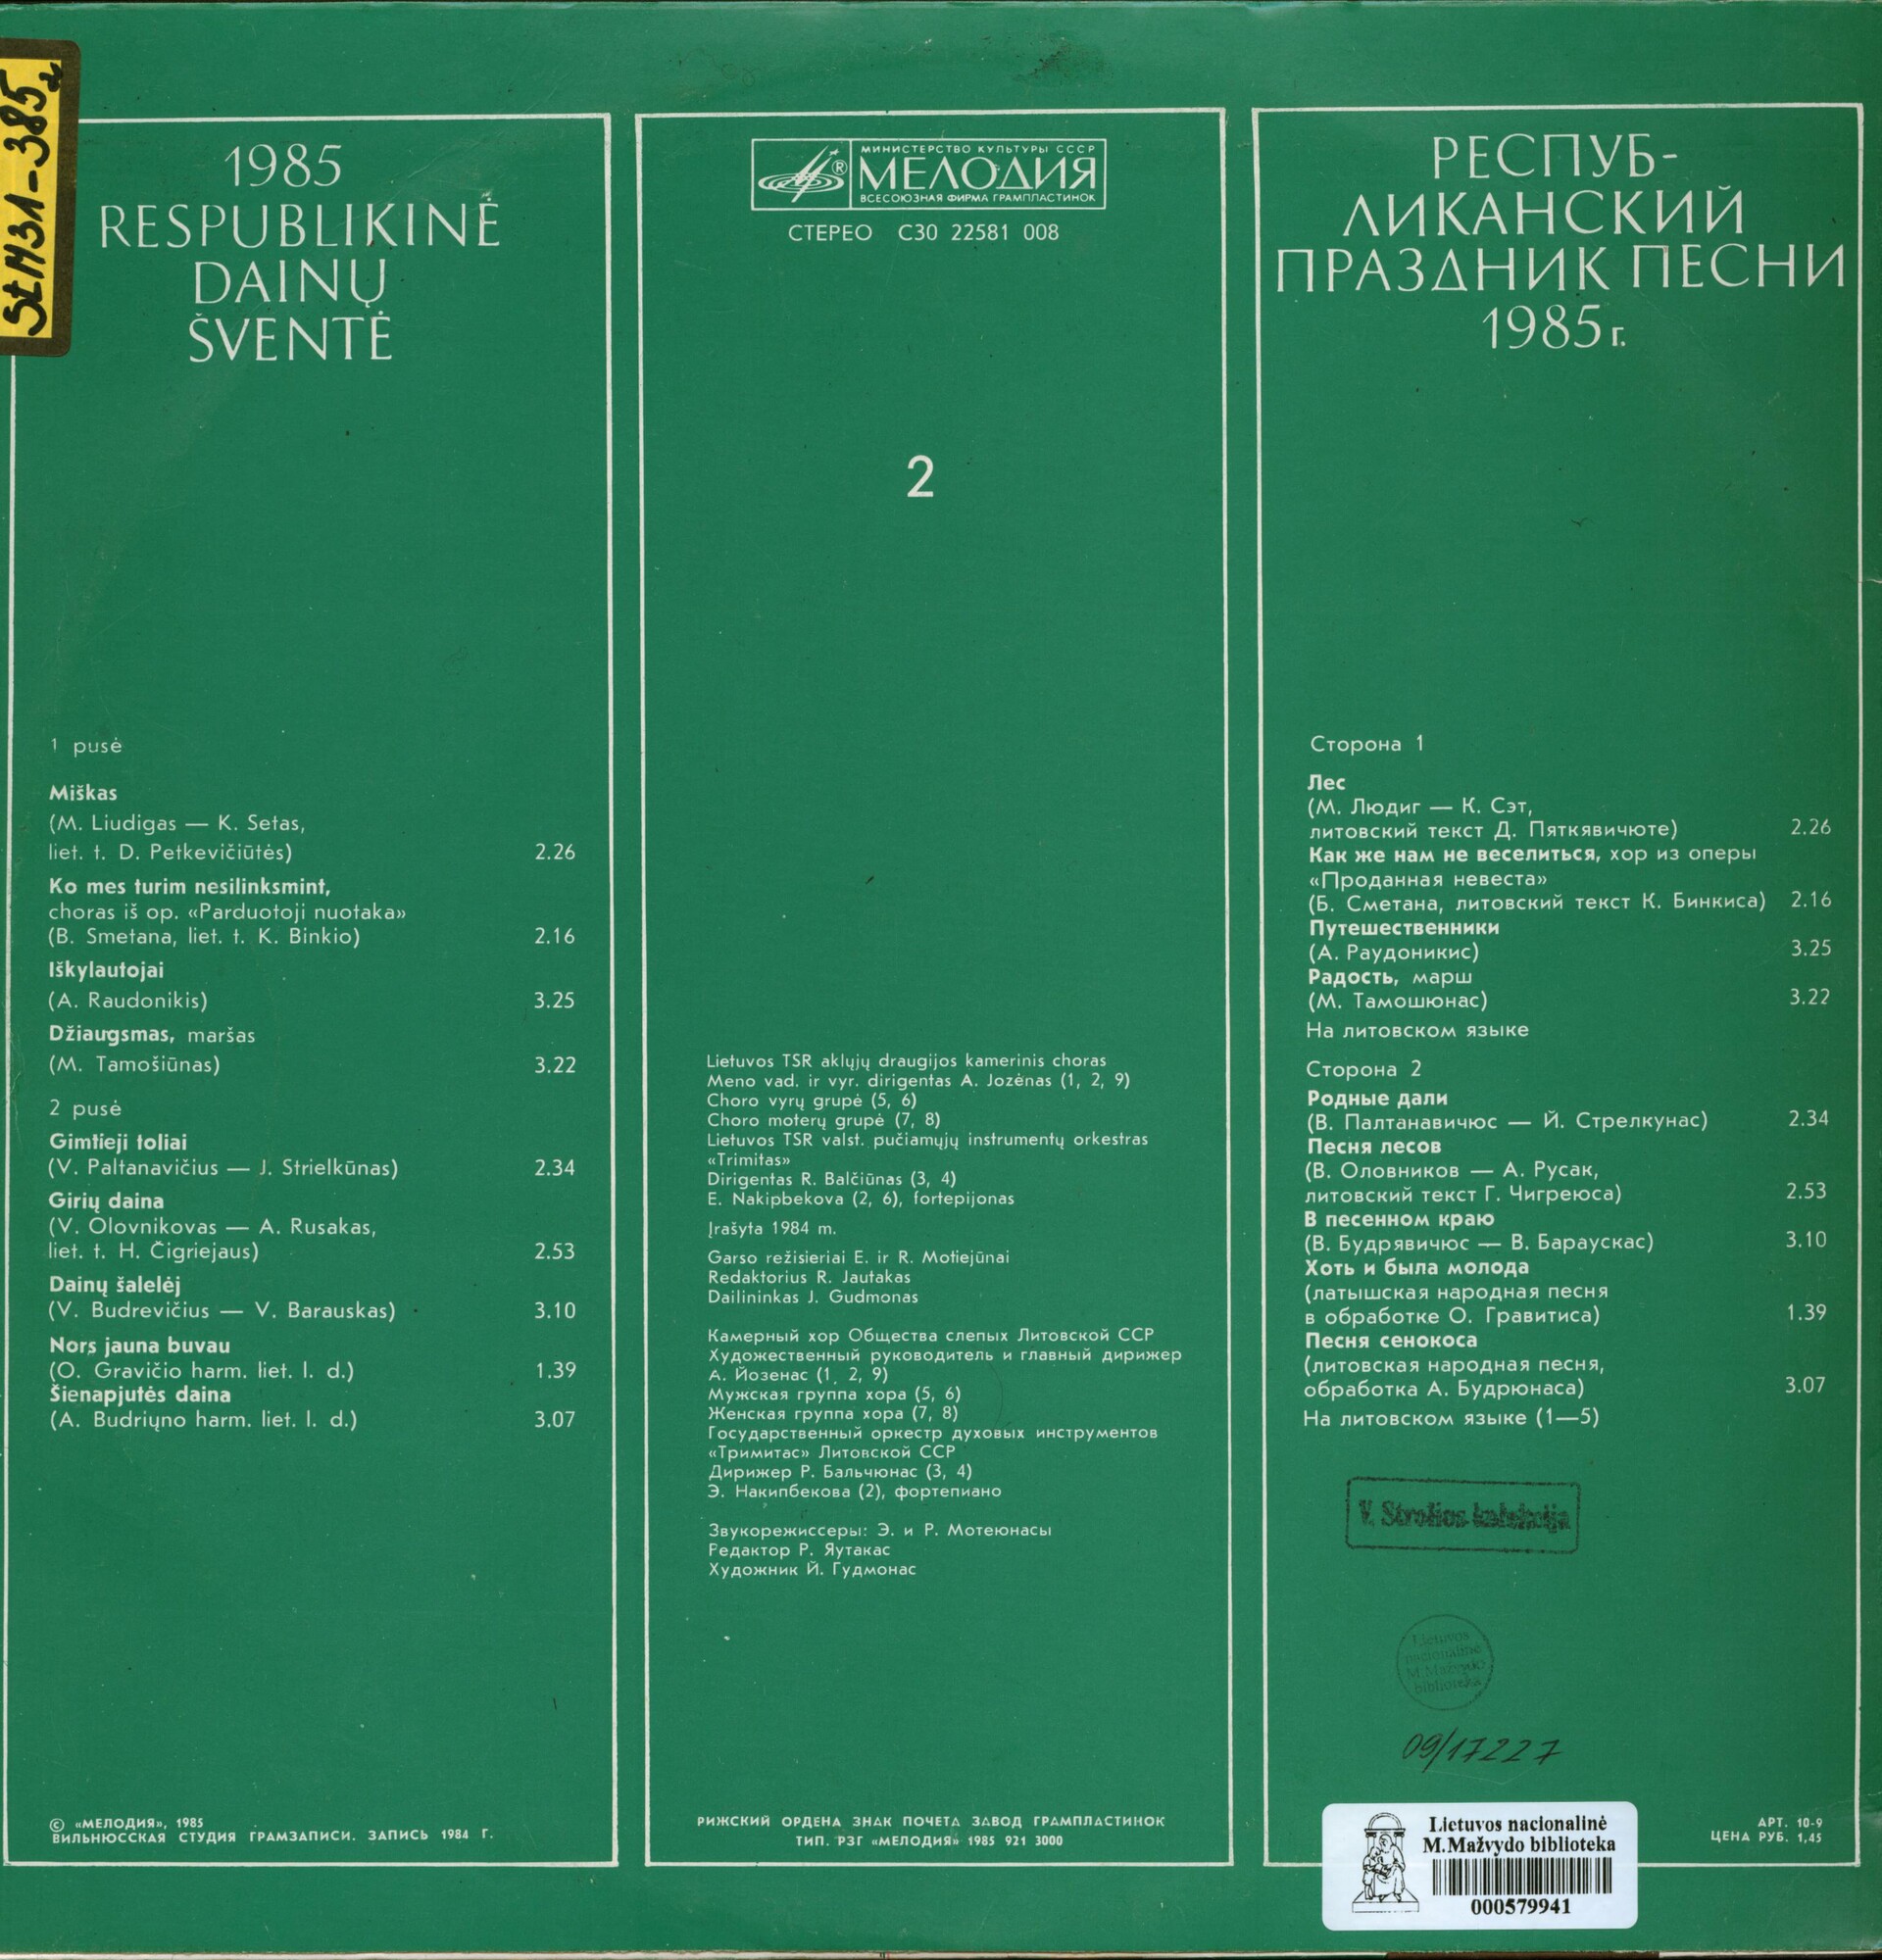 StM31-385
2
1985
RESPUBLIKINĖ
DAINŲ
ŠVENTĖ
1 pusė
Miškas
(M. Liudigas — K. Setas,
liet. t. D. Petkevičiūtės) 2.26
Ko mes turim nesilinksmint,
choras iš op. «Parduotoji nuotaka»
(B. Smetana, liet. t. K. Binkio) 2.16
Iškylautojai
(A. Raudonikis) 3.25
Džiaugsmas, maršas
(M. Tamošiūnas) 3.22
2 pusė
Gimtieji toliai
(V. Paltanavičius — J. Strielkūnas) 2.34
Girių daina
(V. Olovnikovas — A. Rusakas,
liet. t. H. Čigriejaus) 2.53
Dainų šalelėj
(V. Budrevičius — V. Barauskas) 3.10
Nors jauna buvau
(O. Gravičio harm. liet. l. d.) 1.39
Šienapjutės daina
(A. Budriųno harm. liet. l. d.) 3.07
© «МЕЛОДИЯ», 1985
ВИЛЬНЮССКАЯ СТУДИЯ ГРАМЗАПИСИ. ЗАПИСЬ 1984 Г.
МИНИСТЕРСТВО КУЛЬТУРЫ СССР
® МЕЛОДИЯ
ВСЕСОЮЗНАЯ ФИРМА ГРАМПЛАСТИНОК
СТЕРЕО С30 22581 008
2
Lietuvos TSR aklųjų draugijos kamerinis choras
Meno vad. ir vyr. dirigentas A. Jozėnas (1, 2, 9)
Choro vyrų grupė (5, 6)
Choro moterų grupė (7, 8)
Lietuvos TSR valst. pučiamųjų instrumentų orkestras
«Trimitas»
Dirigentas R. Balčiūnas (3, 4)
E. Nakipbekova (2, 6), fortepijonas
Įrašyta 1984 m.
Garso režisieriai E. ir R. Motiejūnai
Redaktorius R. Jautakas
Dailininkas J. Gudmonas
Камерный хор Общества слепых Литовской ССР
Художественный руководитель и главный дирижер
А. Йозенас (1, 2, 9)
Мужская группа хора (5, 6)
Женская группа хора (7, 8)
Государственный оркестр духовых инструментов
«Тримитас» Литовской ССР
Дирижер Р. Бальчюнас (3, 4)
Э. Накипбекова (2), фортепиано
Звукорежиссеры: Э. и Р. Мотеюнасы
Редактор Р. Яутакас
Художник Й. Гудмонас
РИЖСКИЙ ОРДЕНА ЗНАК ПОЧЕТА ЗАВОД ГРАМПЛАСТИНОК
ТИП. РЗГ «МЕЛОДИЯ» 1985 921 3000
РЕСПУБ-
ЛИКАНСКИЙ
ПРАЗДНИК ПЕСНИ
1985 г.
Сторона 1
Лес
(М. Людиг — К. Сэт,
литовский текст Д. Пяткявичюте) 2.26
Как же нам не веселиться, хор из оперы
«Проданная невеста»
(Б. Сметана, литовский текст К. Бинкиса) 2.16
Путешественники
(А. Раудоникис) 3.25
Радость, марш
(М. Тамошюнас) 3.22
На литовском языке
Сторона 2
Родные дали
(В. Палтанавичюс — Й. Стрелкунас) 2.34
Песня лесов
(В. Оловников — А. Русак,
литовский текст Г. Чигреюса) 2.53
В песенном краю
(В. Будрявичюс — В. Бараускас) 3.10
Хоть и была молода
(латышская народная песня
в обработке О. Гравитиса) 1.39
Песня сенокоса
(литовская народная песня,
обработка А. Будрюнаса) 3.07
На литовском языке (1—5)
V. Strolios kolekcija
Lietuvos
nacionalinė
M.Mažvydo
biblioteka
09/17227
Lietuvos nacionalinė
M.Mažvydo biblioteka
000579941
АРТ. 10-9
ЦЕНА РУБ. 1,45